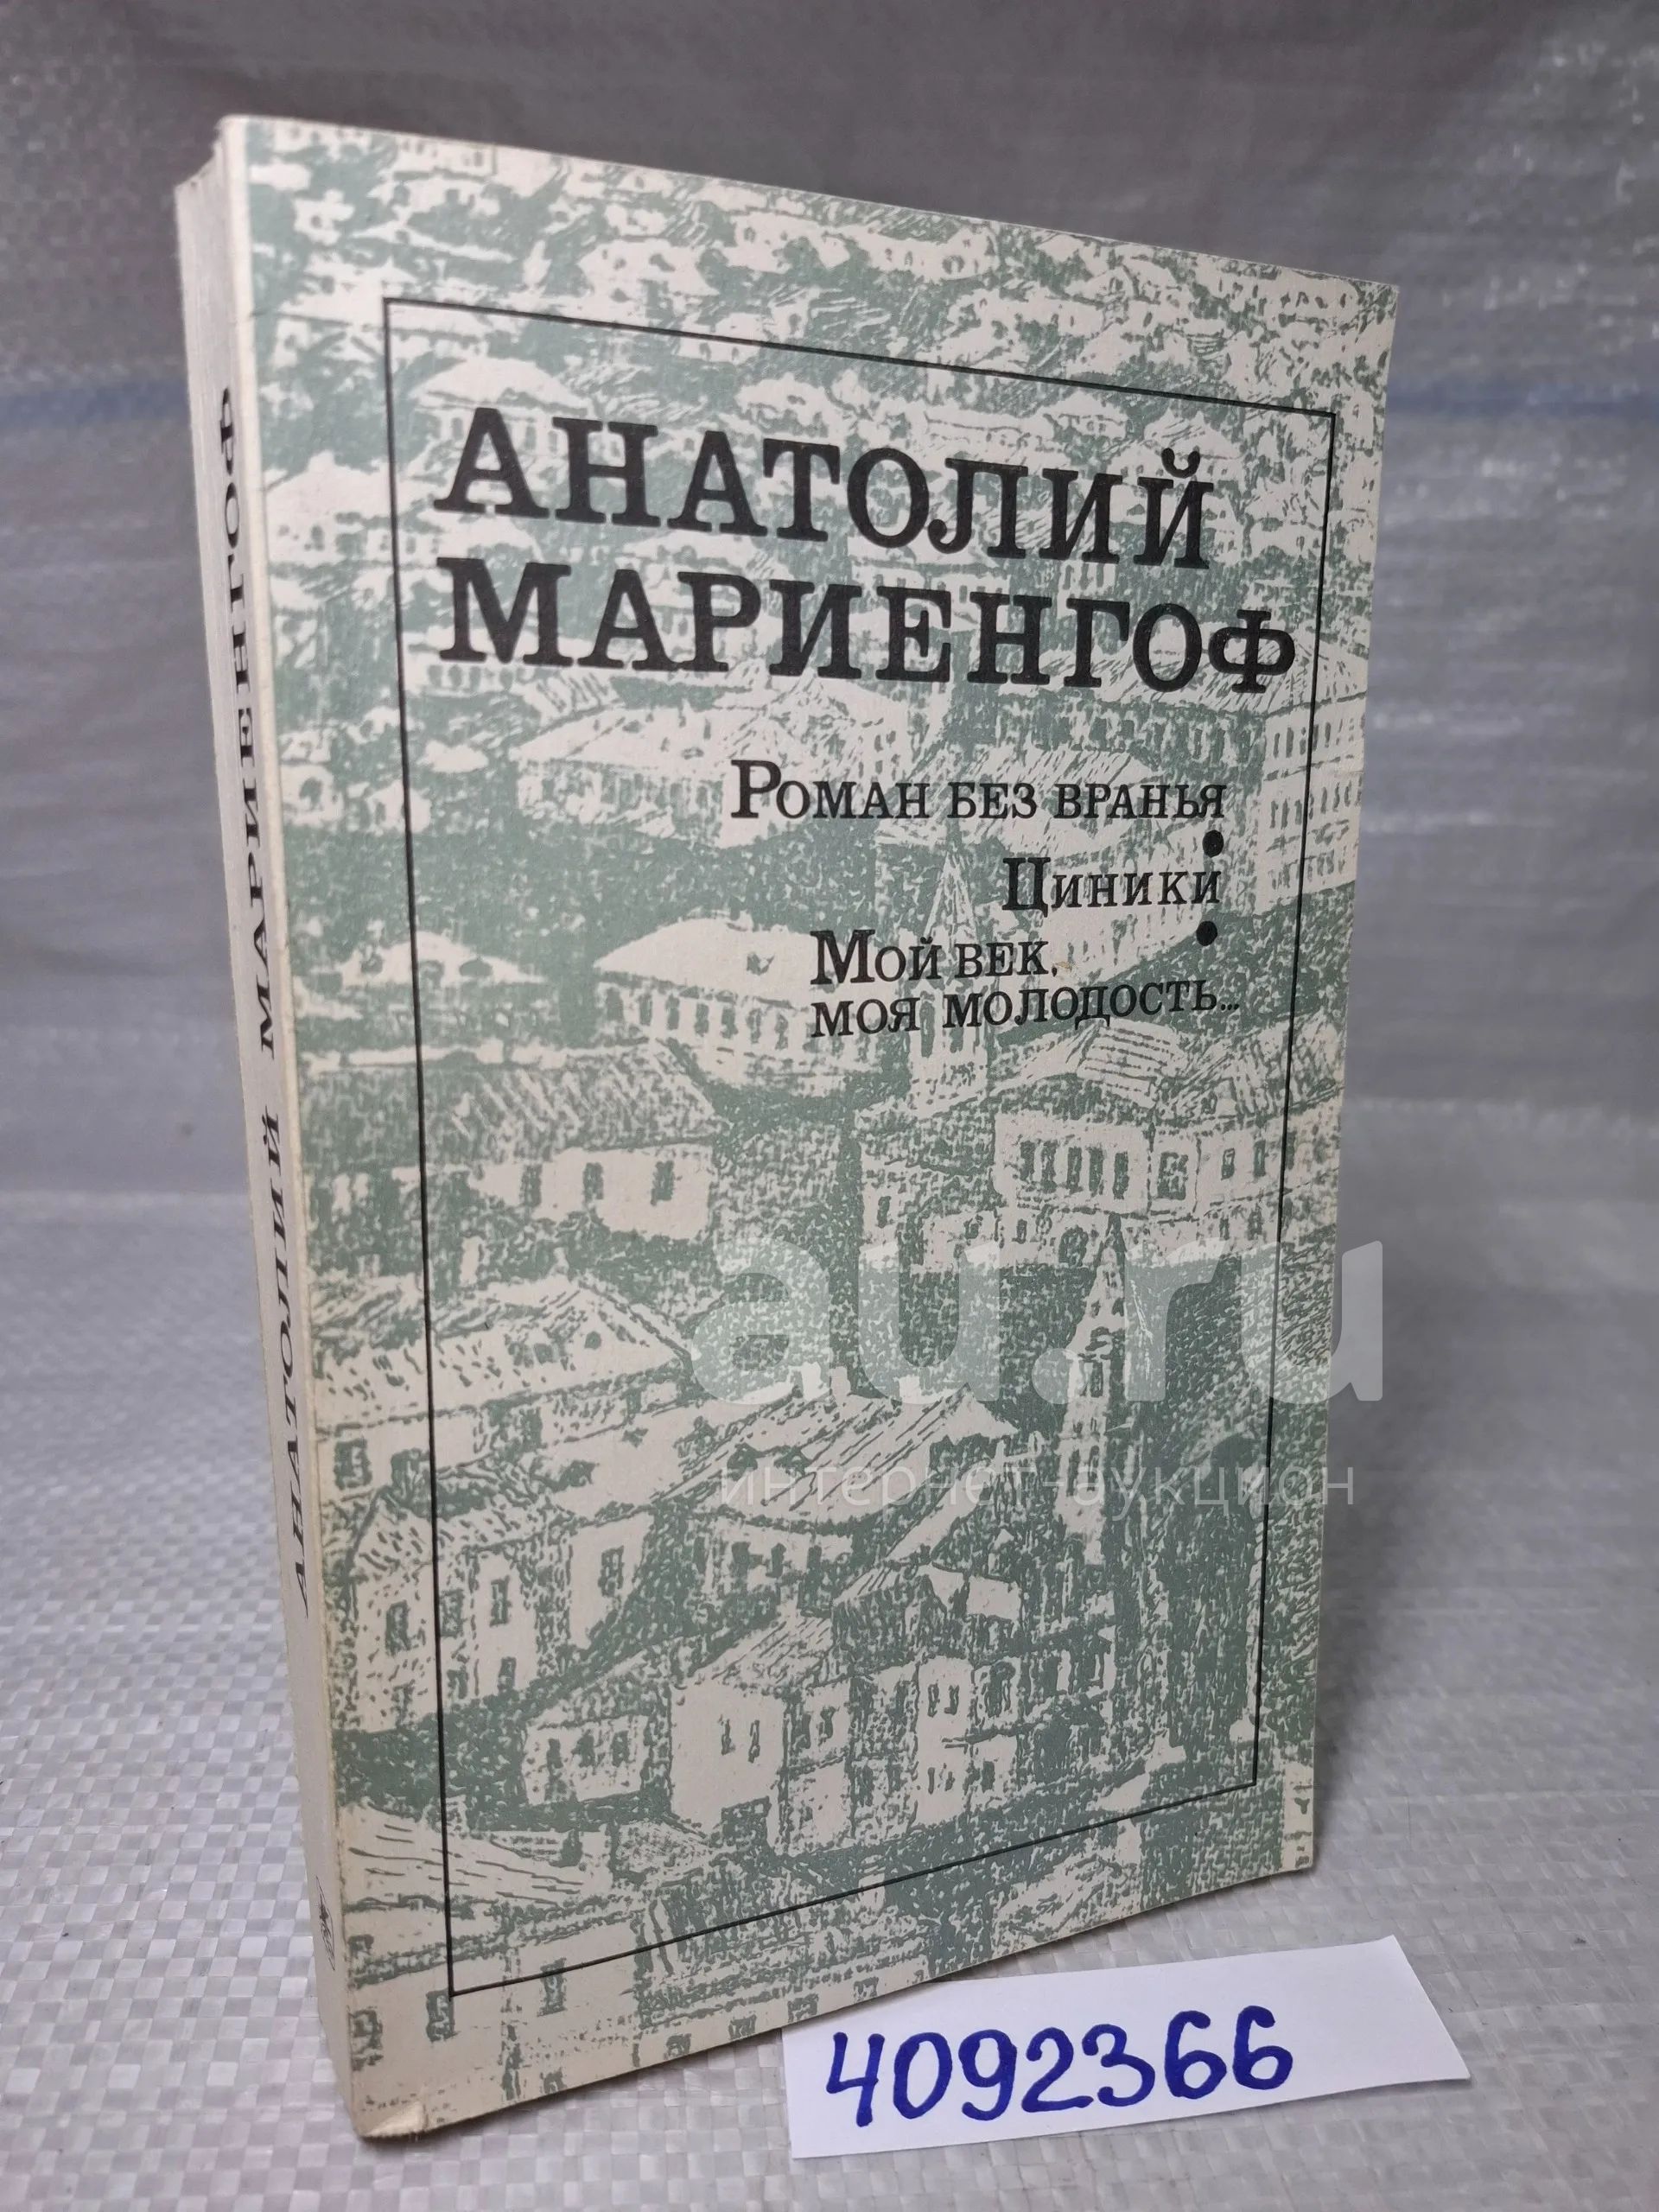 АНАТОЛИЙ
МАРИЕНГОФ
РОМАН БЕЗ ВРАНЬЯ
ЦИНИКИ
МОЙ ВЕК,
МОЯ МОЛОДОСТЬ...
АНАТОЛИЙ МАРИЕНГОФ
au.ru
интернет-аукцион
4092366